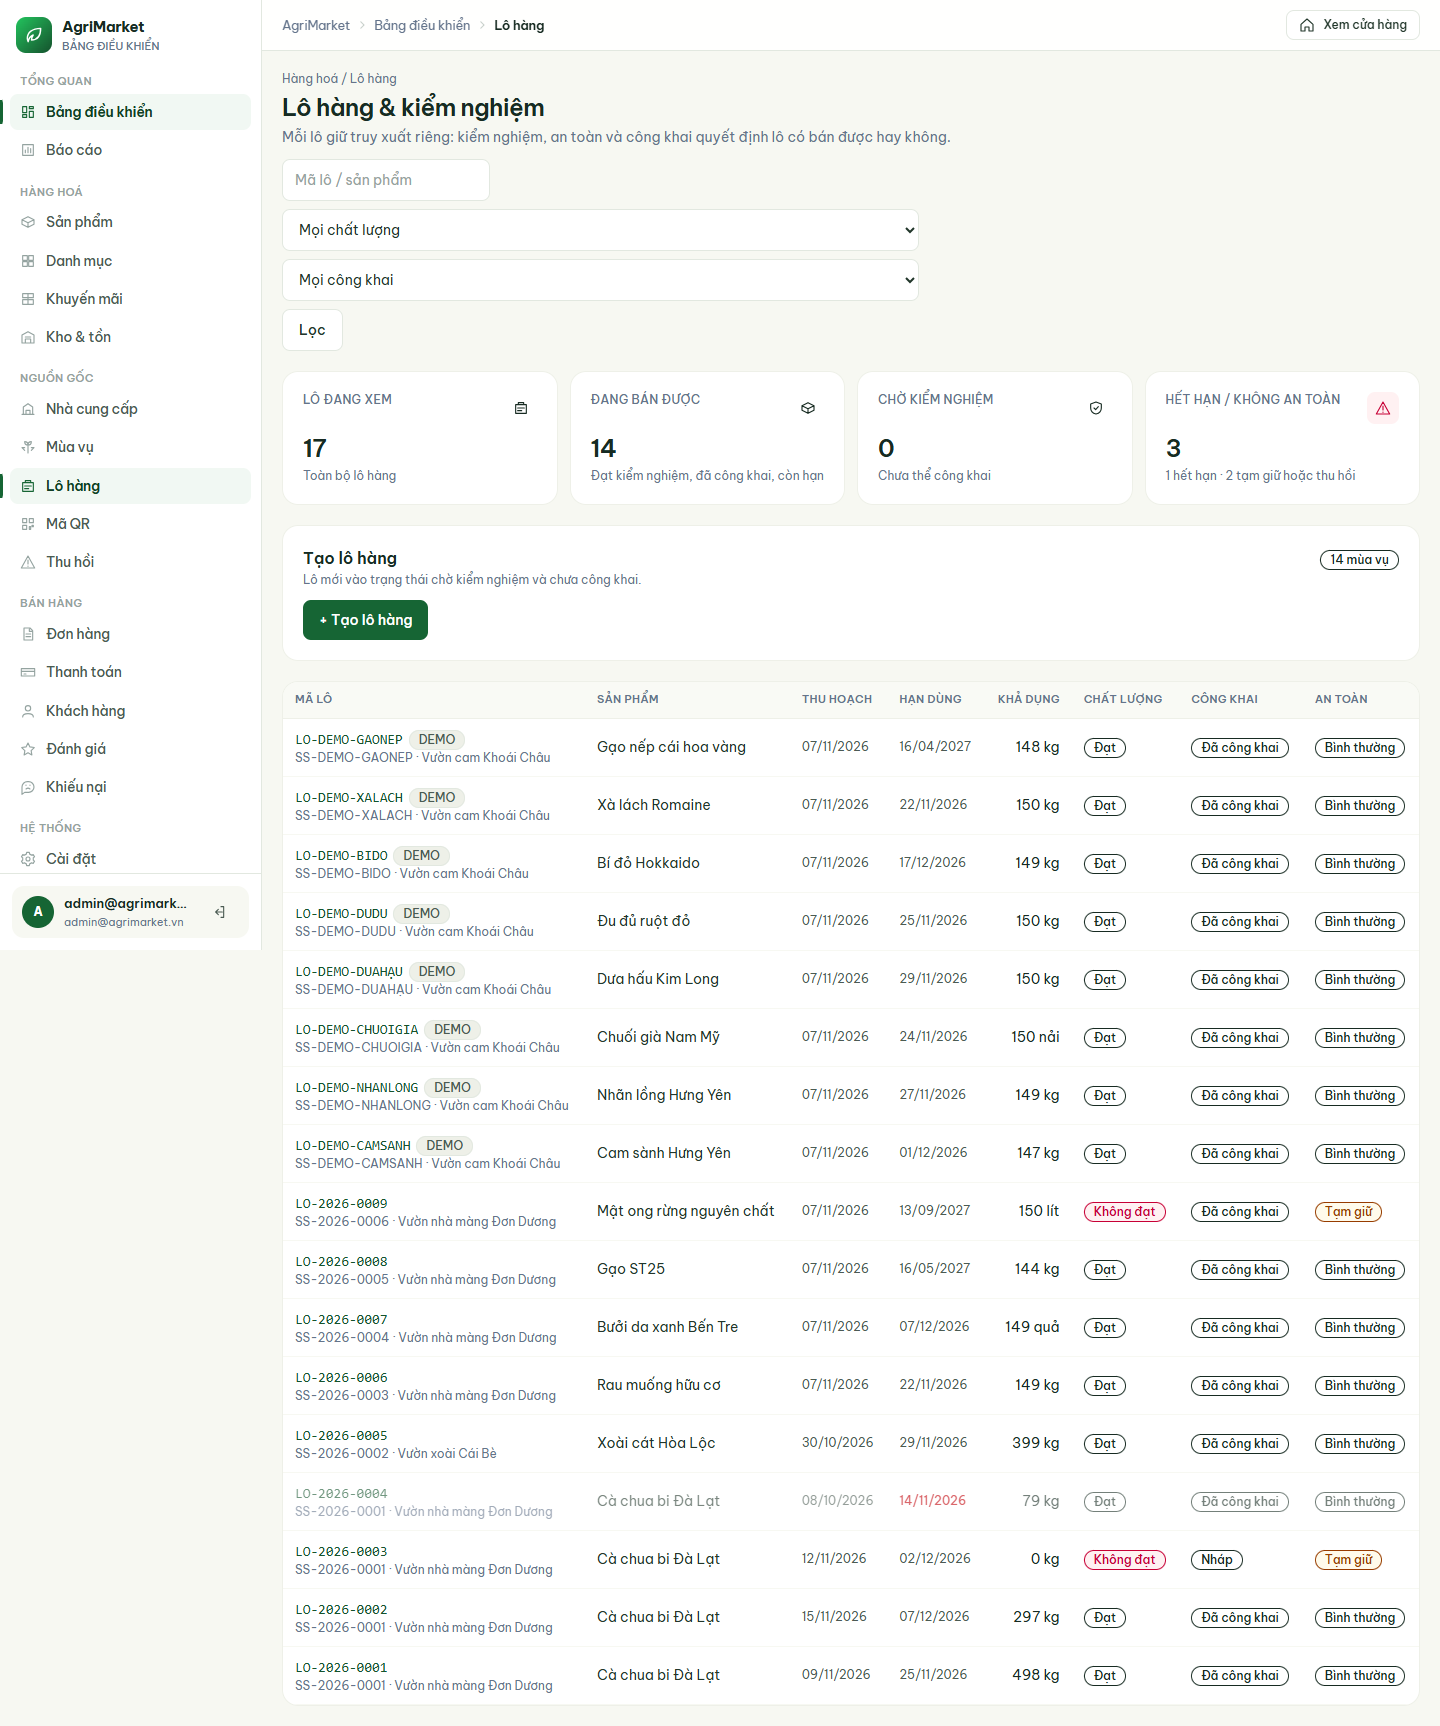 AgriMarket
BẢNG ĐIỀU KHIỂN
TỔNG QUAN
Bảng điều khiển
Báo cáo
HÀNG HOÁ
Sản phẩm
Danh mục
Khuyến mãi
Kho & tồn
NGUỒN GỐC
Nhà cung cấp
Mùa vụ
Lô hàng
Mã QR
Thu hồi
BÁN HÀNG
Đơn hàng
Thanh toán
Khách hàng
Đánh giá
Khiếu nại
HỆ THỐNG
Cài đặt
A
admin@agrimark...
admin@agrimarket.vn
AgriMarket > Bảng điều khiển > Lô hàng
Xem cửa hàng
Hàng hoá / Lô hàng
Lô hàng & kiểm nghiệm
Mỗi lô giữ truy xuất riêng: kiểm nghiệm, an toàn và công khai quyết định lô có bán được hay không.
Mã lô / sản phẩm
Mọi chất lượng
Mọi công khai
Lọc
LÔ ĐANG XEM
17
Toàn bộ lô hàng
ĐANG BÁN ĐƯỢC
14
Đạt kiểm nghiệm, đã công khai, còn hạn
CHỜ KIỂM NGHIỆM
0
Chưa thể công khai
HẾT HẠN / KHÔNG AN TOÀN
3
1 hết hạn · 2 tạm giữ hoặc thu hồi
Tạo lô hàng
14 mùa vụ
Lô mới vào trạng thái chờ kiểm nghiệm và chưa công khai.
+ Tạo lô hàng
MÃ LÔ SẢN PHẨM THU HOẠCH HẠN DÙNG KHẢ DỤNG CHẤT LƯỢNG CÔNG KHAI AN TOÀN
LO-DEMO-GAONEP DEMO
SS-DEMO-GAONEP · Vườn cam Khoái Châu
Gạo nếp cái hoa vàng 07/11/2026 16/04/2027 148 kg Đạt Đã công khai Bình thường
LO-DEMO-XALACH DEMO
SS-DEMO-XALACH · Vườn cam Khoái Châu
Xà lách Romaine 07/11/2026 22/11/2026 150 kg Đạt Đã công khai Bình thường
LO-DEMO-BIDO DEMO
SS-DEMO-BIDO · Vườn cam Khoái Châu
Bí đỏ Hokkaido 07/11/2026 17/12/2026 149 kg Đạt Đã công khai Bình thường
LO-DEMO-DUDU DEMO
SS-DEMO-DUDU · Vườn cam Khoái Châu
Đu đủ ruột đỏ 07/11/2026 25/11/2026 150 kg Đạt Đã công khai Bình thường
LO-DEMO-DUAHẠU DEMO
SS-DEMO-DUAHẠU · Vườn cam Khoái Châu
Dưa hấu Kim Long 07/11/2026 29/11/2026 150 kg Đạt Đã công khai Bình thường
LO-DEMO-CHUOIGIA DEMO
SS-DEMO-CHUOIGIA · Vườn cam Khoái Châu
Chuối già Nam Mỹ 07/11/2026 24/11/2026 150 nải Đạt Đã công khai Bình thường
LO-DEMO-NHANLONG DEMO
SS-DEMO-NHANLONG · Vườn cam Khoái Châu
Nhãn lồng Hưng Yên 07/11/2026 27/11/2026 149 kg Đạt Đã công khai Bình thường
LO-DEMO-CAMSANH DEMO
SS-DEMO-CAMSANH · Vườn cam Khoái Châu
Cam sành Hưng Yên 07/11/2026 01/12/2026 147 kg Đạt Đã công khai Bình thường
LO-2026-0009
SS-2026-0006 · Vườn nhà màng Đơn Dương
Mật ong rừng nguyên chất 07/11/2026 13/09/2027 150 lít Không đạt Đã công khai Tạm giữ
LO-2026-0008
SS-2026-0005 · Vườn nhà màng Đơn Dương
Gạo ST25 07/11/2026 16/05/2027 144 kg Đạt Đã công khai Bình thường
LO-2026-0007
SS-2026-0004 · Vườn nhà màng Đơn Dương
Bưởi da xanh Bến Tre 07/11/2026 07/12/2026 149 quả Đạt Đã công khai Bình thường
LO-2026-0006
SS-2026-0003 · Vườn nhà màng Đơn Dương
Rau muống hữu cơ 07/11/2026 22/11/2026 149 kg Đạt Đã công khai Bình thường
LO-2026-0005
SS-2026-0002 · Vườn xoài Cái Bè
Xoài cát Hòa Lộc 30/10/2026 29/11/2026 399 kg Đạt Đã công khai Bình thường
LO-2026-0004
SS-2026-0001 · Vườn nhà màng Đơn Dương
Cà chua bi Đà Lạt 08/10/2026 14/11/2026 79 kg Đạt Đã công khai Bình thường
LO-2026-0003
SS-2026-0001 · Vườn nhà màng Đơn Dương
Cà chua bi Đà Lạt 12/11/2026 02/12/2026 0 kg Không đạt Nháp Tạm giữ
LO-2026-0002
SS-2026-0001 · Vườn nhà màng Đơn Dương
Cà chua bi Đà Lạt 15/11/2026 07/12/2026 297 kg Đạt Đã công khai Bình thường
LO-2026-0001
SS-2026-0001 · Vườn nhà màng Đơn Dương
Cà chua bi Đà Lạt 09/11/2026 25/11/2026 498 kg Đạt Đã công khai Bình thường